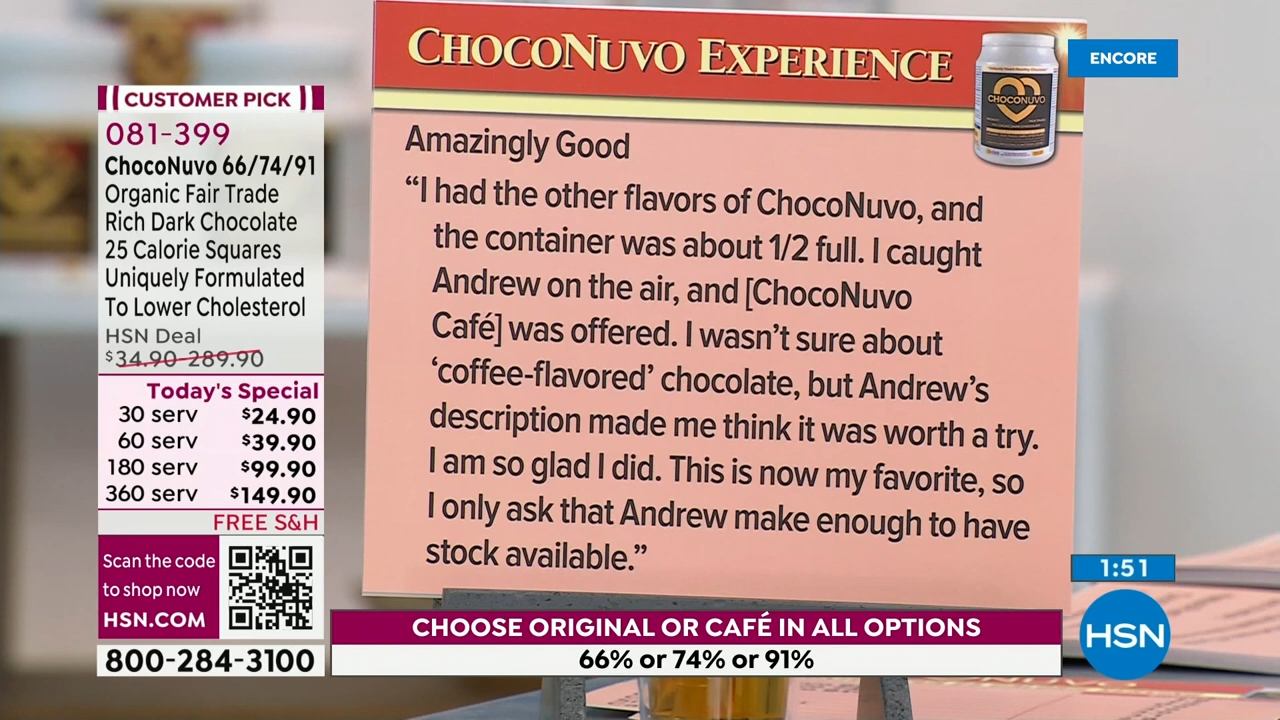 CHOCONUVO EXPERIENCE
CHOCONUVO
ENCORE
CUSTOMER PICK
081-399
ChocoNuvo 66/74/91
Organic Fair Trade
Rich Dark Chocolate
25 Calorie Squares
Uniquely Formulated
To Lower Cholesterol
HSN Deal
$34.90-289.90
Today's Special
30 serv $24.90
60 serv $39.90
180 serv $99.90
360 serv $149.90
FREE S&H
Scan the code
to shop now
HSN.COM
800-284-3100
Amazingly Good
“I had the other flavors of ChocoNuvo, and
the container was about 1/2 full. I caught
Andrew on the air, and [ChocoNuvo
Café] was offered. I wasn’t sure about
‘coffee-flavored’ chocolate, but Andrew’s
description made me think it was worth a try.
I am so glad I did. This is now my favorite, so
I only ask that Andrew make enough to have
stock available.”
1:51
HSN
CHOOSE ORIGINAL OR CAFÉ IN ALL OPTIONS
66% or 74% or 91%